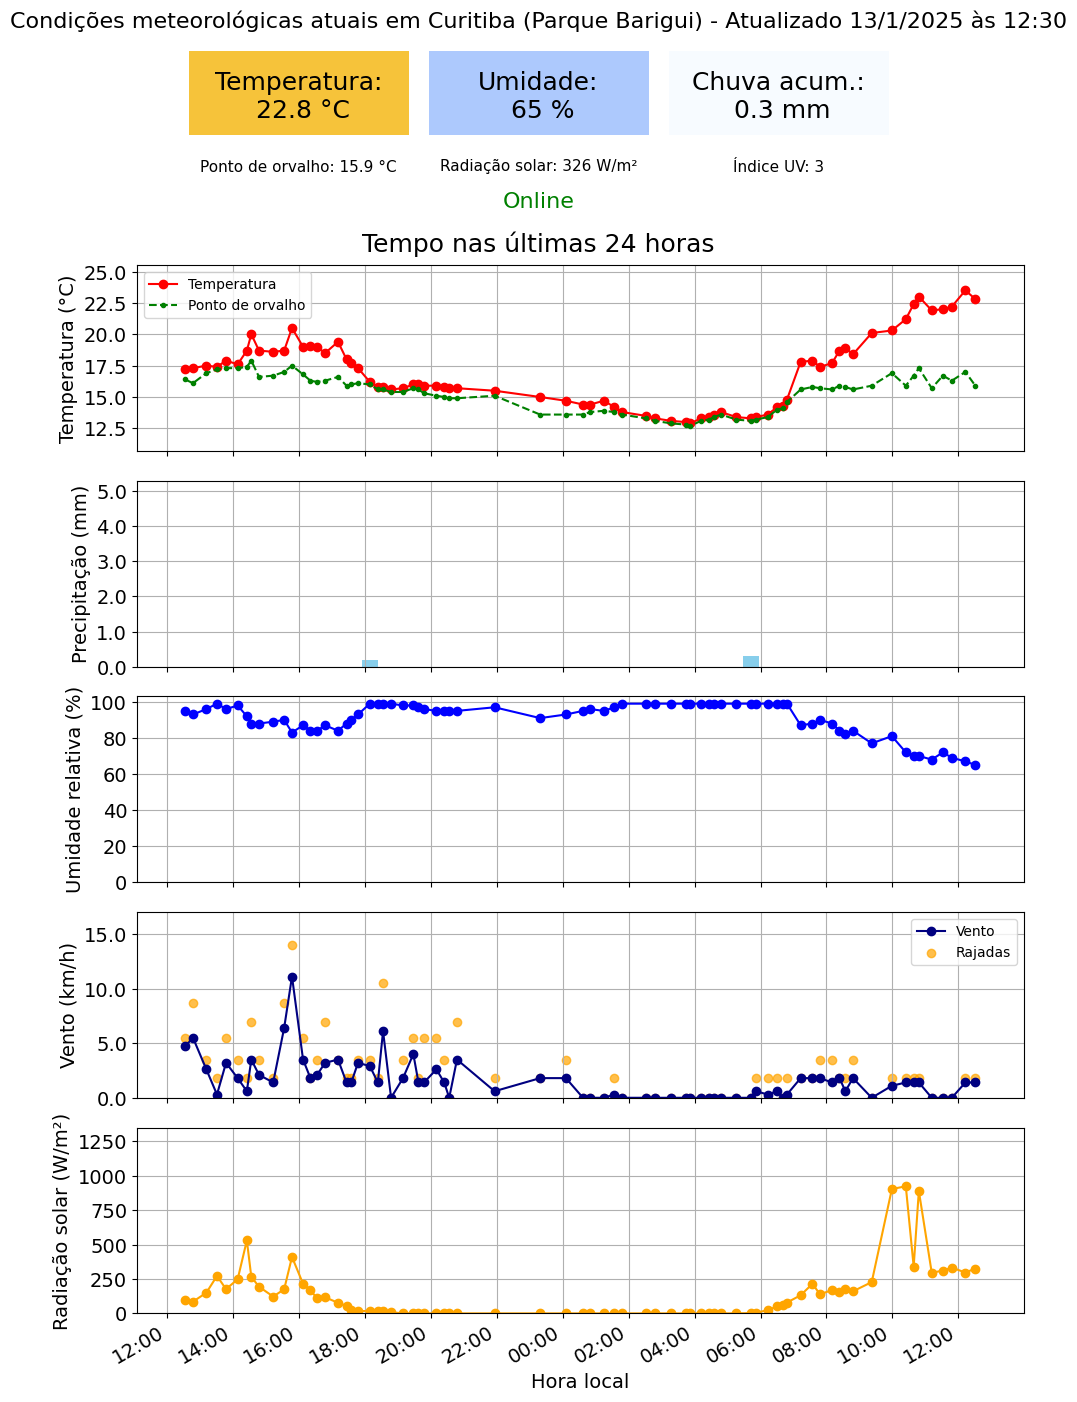 Condições meteorológicas atuais em Curitiba (Parque Barigui) - Atualizado 13/1/2025 às 12:30
Temperatura:
22.8 °C
Umidade:
65 %
Chuva acum.:
0.3 mm
Ponto de orvalho: 15.9 °C
Radiação solar: 326 W/m²
Índice UV: 3
Online
Tempo nas últimas 24 horas
Temperatura (°C)
25.0
22.5
20.0
17.5
15.0
12.5
Temperatura
Ponto de orvalho
Precipitação (mm)
5.0
4.0
3.0
2.0
1.0
0.0
Umidade relativa (%)
100
80
60
40
20
0
Vento (km/h)
15.0
10.0
5.0
0.0
Vento
Rajadas
Radiação solar (W/m²)
1250
1000
750
500
250
0
12:00
14:00
16:00
18:00
20:00
22:00
00:00
02:00
04:00
06:00
08:00
10:00
12:00
Hora local